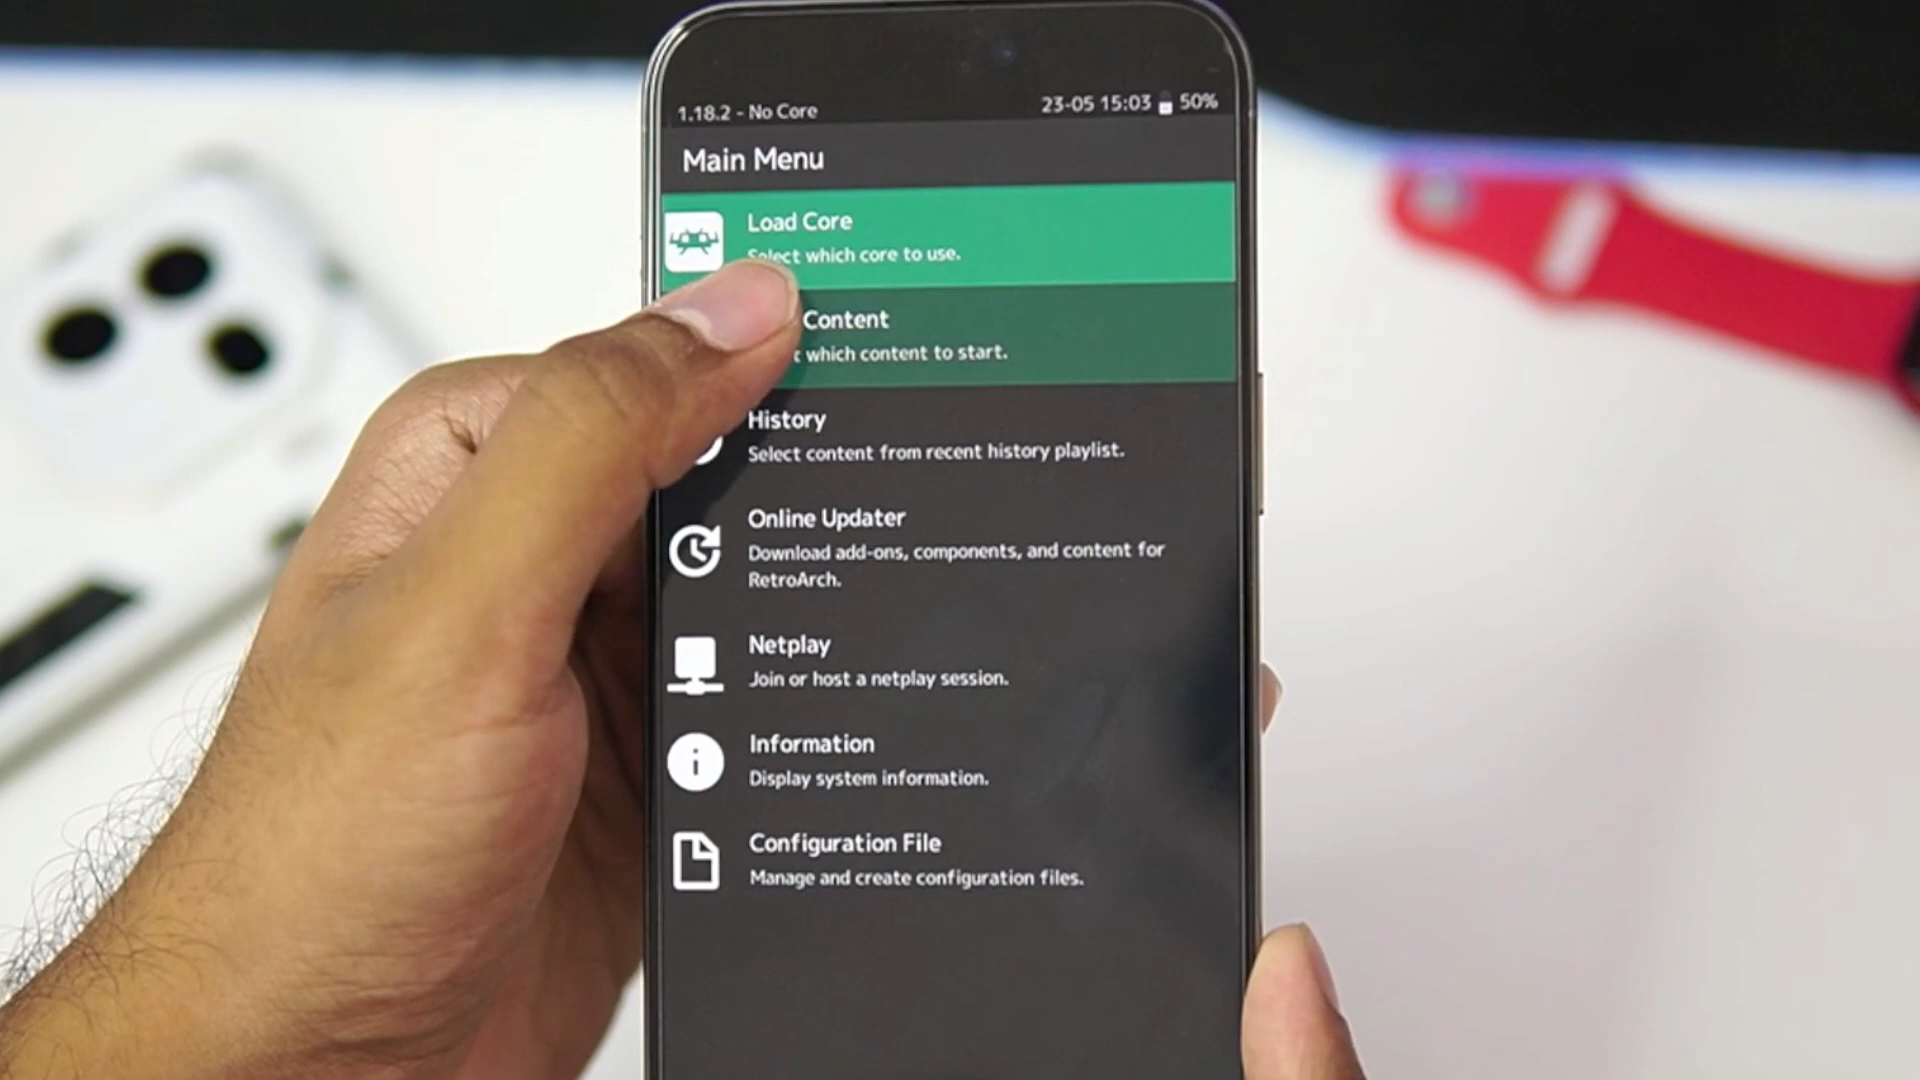 1.18.2 - No Core
23-05 15:03 50%
Main Menu
Load Core
Select which core to use.
Content
which content to start.
History
Select content from recent history playlist.
Online Updater
Download add-ons, components, and content for
RetroArch.
Netplay
Join or host a netplay session.
Information
Display system information.
Configuration File
Manage and create configuration files.